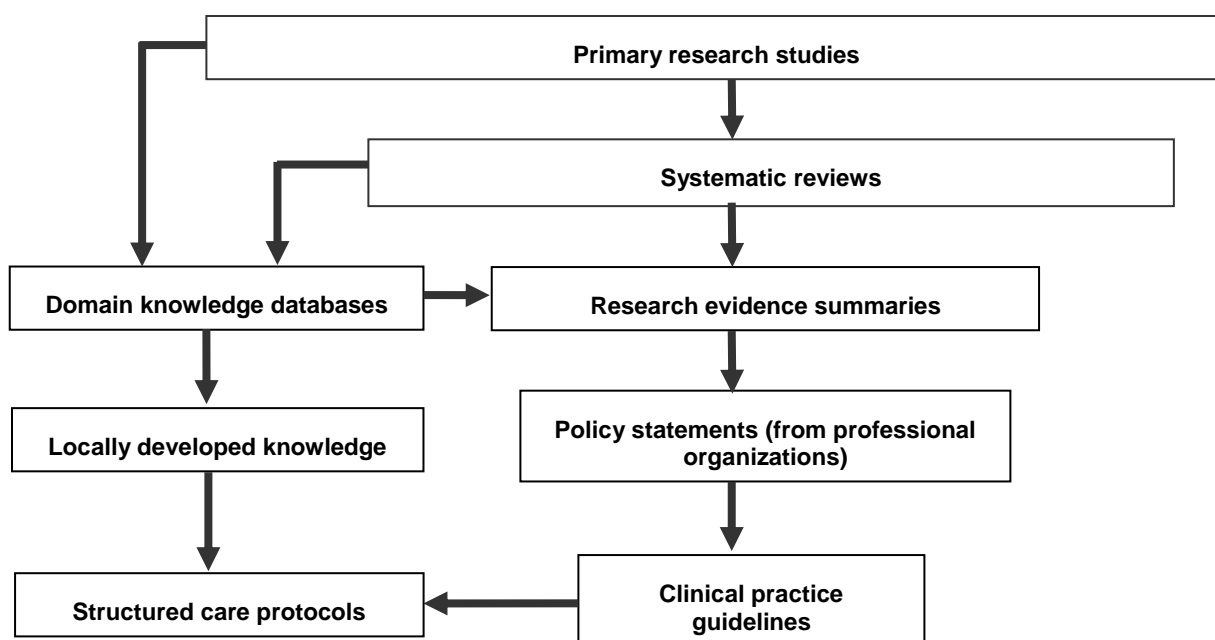 Primary research studies
Systematic reviews
Domain knowledge databases
Research evidence summaries
Locally developed knowledge
Policy statements (from professional
organizations)
Structured care protocols
Clinical practice
guidelines